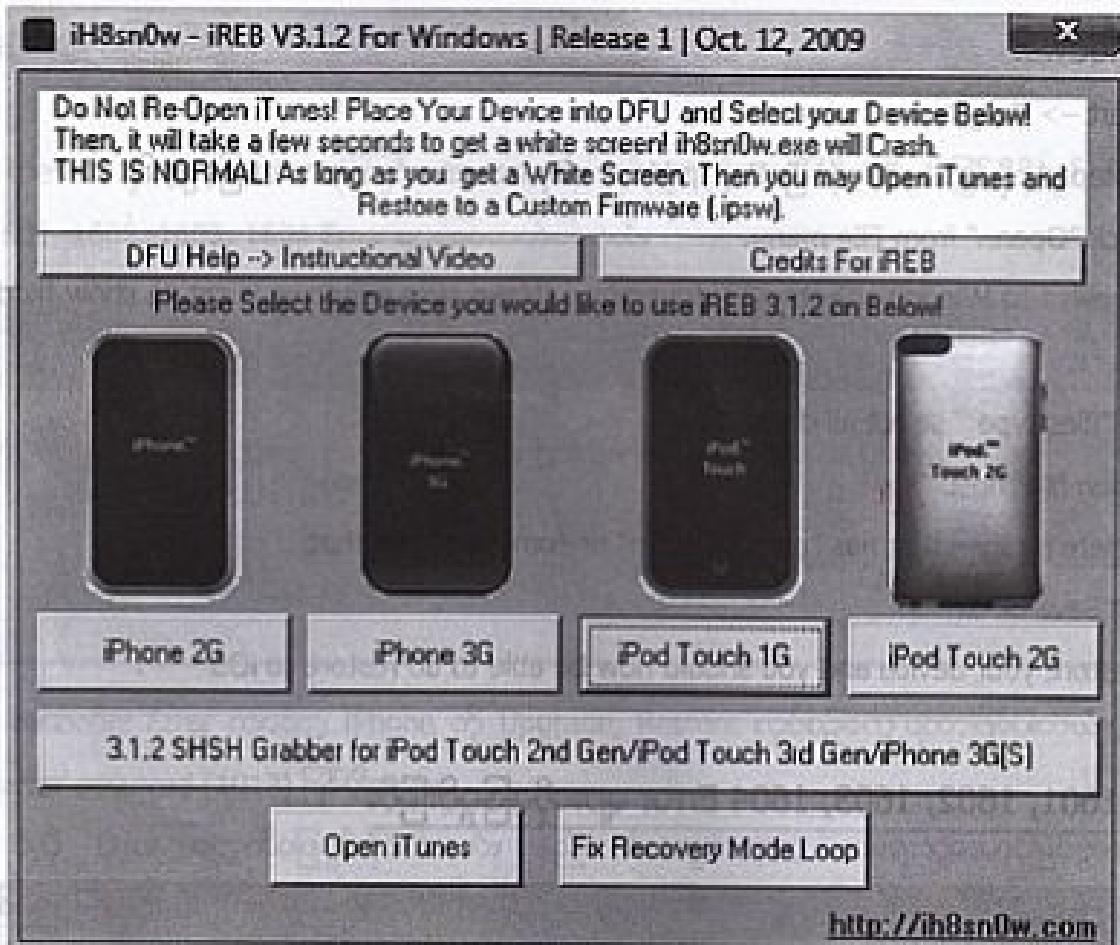 iH8sn0w - iREB V3.1.2 For Windows | Release 1 | Oct. 12, 2009
x
Do Not Re-Open iTunes! Place Your Device into DFU and Select your Device Below!
Then, it will take a few seconds to get a white screen! ih8sn0w.exe will Crash.
THIS IS NORMAL! As long as you get a White Screen. Then you may Open iTunes and
Restore to a Custom Firmware (.ipsw).
DFU Help --> Instructional Video
Credits For iREB
Please Select the Device you would like to use iREB 3.1.2 on Below!
iPhone™
iPhone™
3G
iPod™
Touch
iPod™
Touch 2G
iPhone 2G
iPhone 3G
iPod Touch 1G
iPod Touch 2G
3.1.2 SHSH Grabber for iPod Touch 2nd Gen/iPod Touch 3rd Gen/iPhone 3G[S]
Open iTunes
Fix Recovery Mode Loop
http://ih8sn0w.com